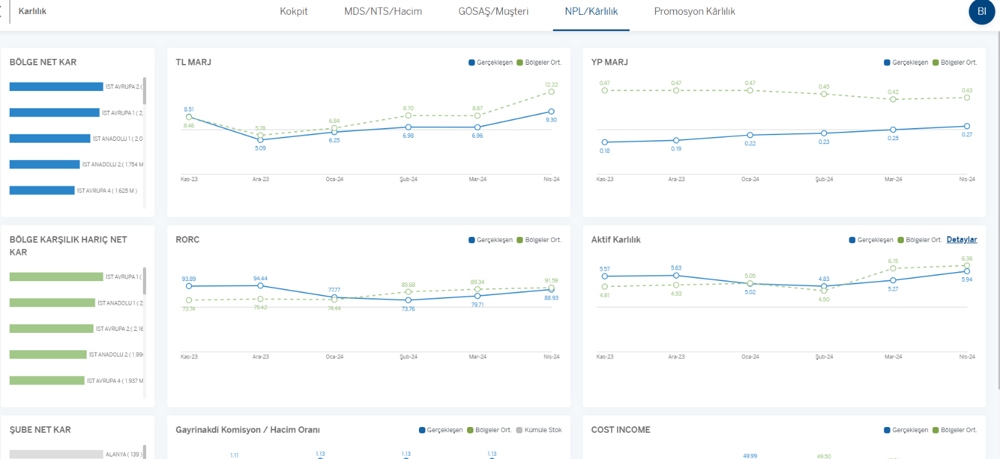 Karlılık
Kokpit
MDS/NTS/Hacim
GÖSAŞ/Müşteri
NPL/Kârlılık
Promosyon Kârlılık
BI
BÖLGE NET KAR
İST AVRUPA 2 (
İST AVRUPA 1 ( 2
İST ANADOLU 1 ( 2,0
İST ANADOLU 2 ( 1,754 M
İST AVRUPA 4 ( 1,625 M )
TL MARJ
Gerçekleşen Bölgeler Ort.
12.22
8.51
8.70
8.67
8.46
5.78
6.84
9.30
5.09
6.25
6.98
6.96
Kas-23 Ara-23 Oca-24 Şub-24 Mar-24 Nis-24
YP MARJ
Gerçekleşen Bölgeler Ort.
0.47 0.47 0.47 0.45 0.42 0.43
0.18 0.19 0.22 0.23 0.25 0.27
Kas-23 Ara-23 Oca-24 Şub-24 Mar-24 Nis-24
BÖLGE KARŞILIK HARIÇ NET
KAR
İST AVRUPA 1 (
İST ANADOLU 1 ( 2
İST AVRUPA 2 ( 2,16
İST ANADOLU 2 ( 1,99
İST AVRUPA 4 ( 1,937 M
RORC
Gerçekleşen Bölgeler Ort.
93.89 94.44 77.77 85.68 89.34 91.59
73.74 75.42 74.44 73.76 79.71 88.93
Kas-23 Ara-23 Oca-24 Şub-24 Mar-24 Nis-24
Aktif Karlılık
Gerçekleşen Bölgeler Ort. Detaylar
5.57 5.63 5.05 4.83 6.15 6.36
4.81 4.93 5.02 4.50 5.27 5.94
Kas-23 Ara-23 Oca-24 Şub-24 Mar-24 Nis-24
ŞUBE NET KAR
ALANYA ( 139 )
Gayrinakdi Komisyon / Hacim Oranı
Gerçekleşen Bölgeler Ort. Kümüle Stok
1.11 1.13 1.13 1.13
COST INCOME
Gerçekleşen Bölgeler Ort.
49.99 49.50